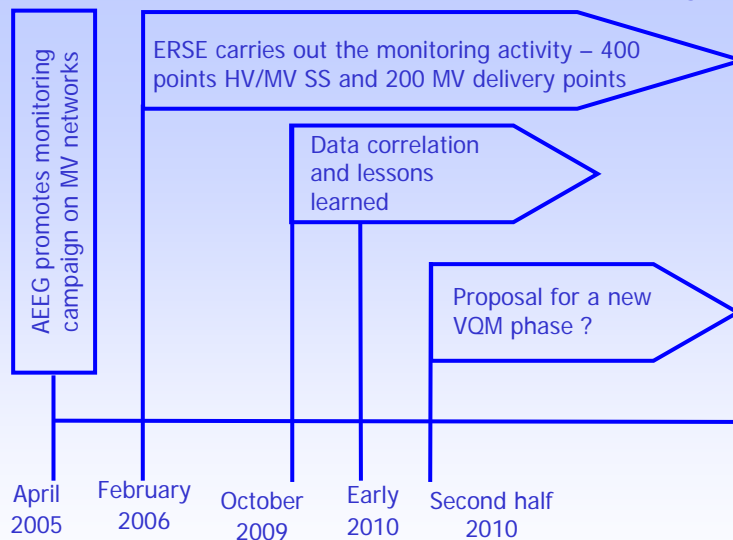 AEEG promotes monitoring
campaign on MV networks
ERSE carries out the monitoring activity – 400
points HV/MV SS and 200 MV delivery points
Data correlation
and lessons
learned
Proposal for a new
VQM phase ?
April
2005
February
2006
October
2009
Early
2010
Second half
2010